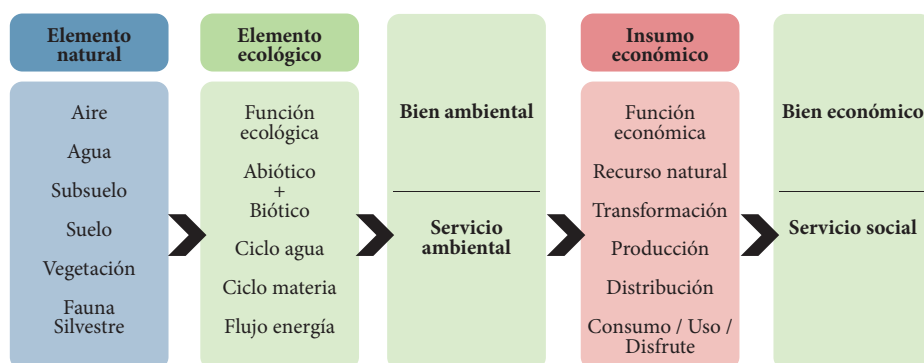 Elemento
natural
Aire
Agua
Subsuelo
Suelo
Vegetación
Fauna
Silvestre
Elemento
ecológico
Función
ecológica
Abiótico
+
Biótico
Ciclo agua
Ciclo materia
Flujo energía
Bien ambiental
Servicio
ambiental
Insumo
económico
Función
económica
Recurso natural
Transformación
Producción
Distribución
Consumo / Uso /
Disfrute
Bien económico
Servicio social